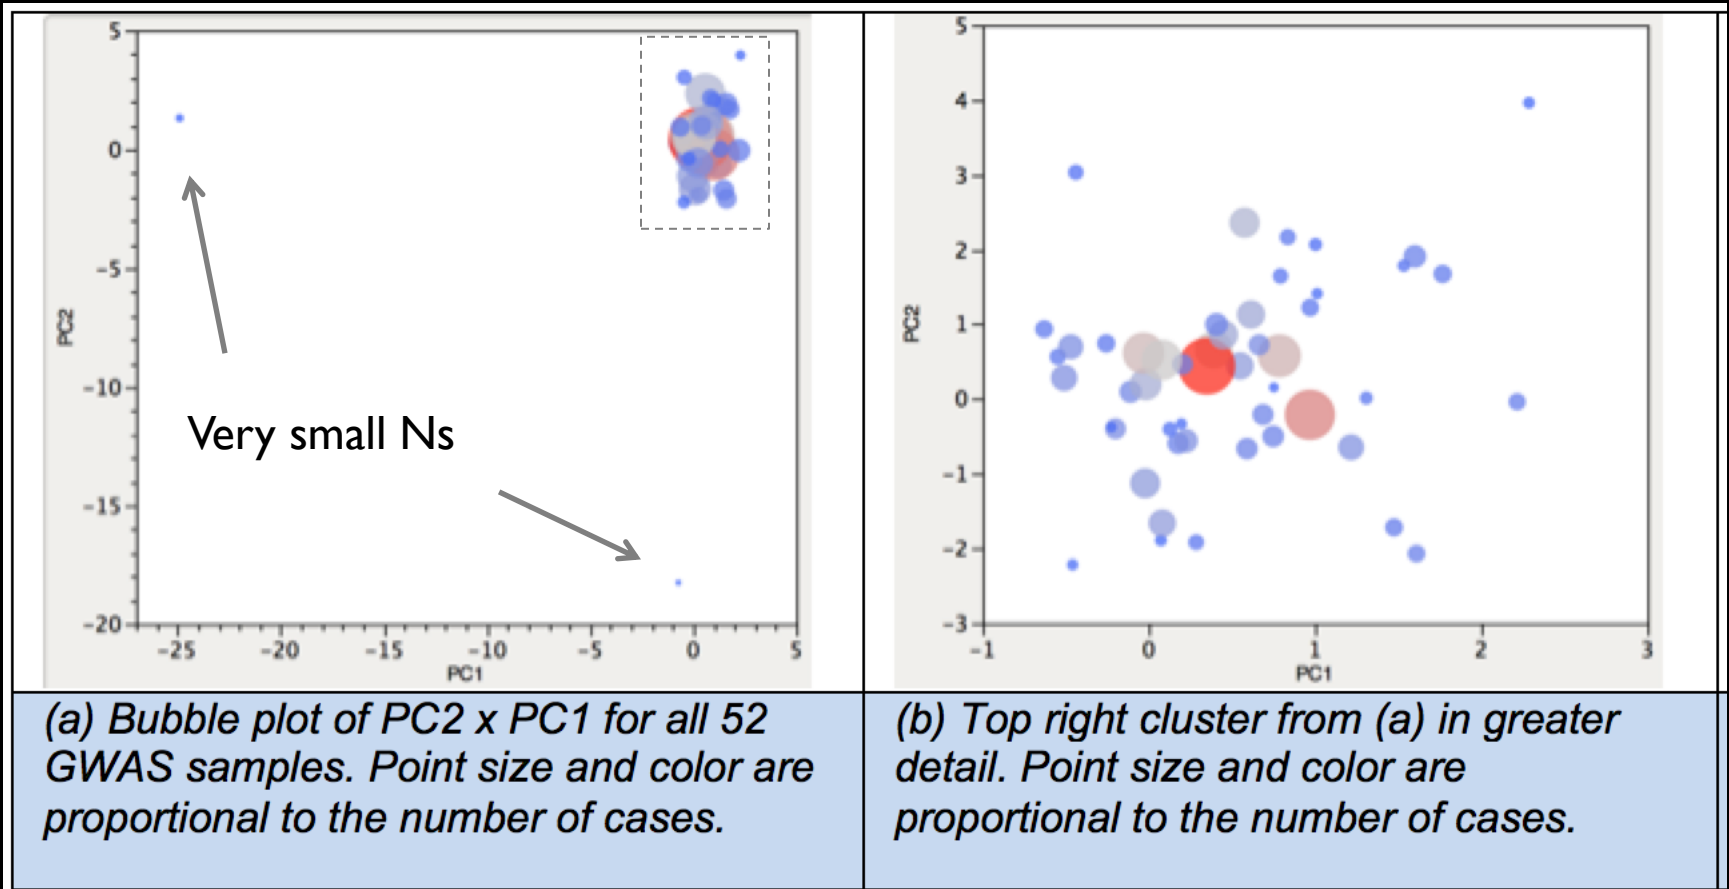 5
0
−5
−10
−15
−20
PC2
−25 −20 −15 −10 −5 0 5
PC1
Very small Ns
5
4
3
2
1
0
−1
−2
−3
PC2
−1 0 1 2 3
PC1
(a) Bubble plot of PC2 x PC1 for all 52
GWAS samples. Point size and color are
proportional to the number of cases.
(b) Top right cluster from (a) in greater
detail. Point size and color are
proportional to the number of cases.